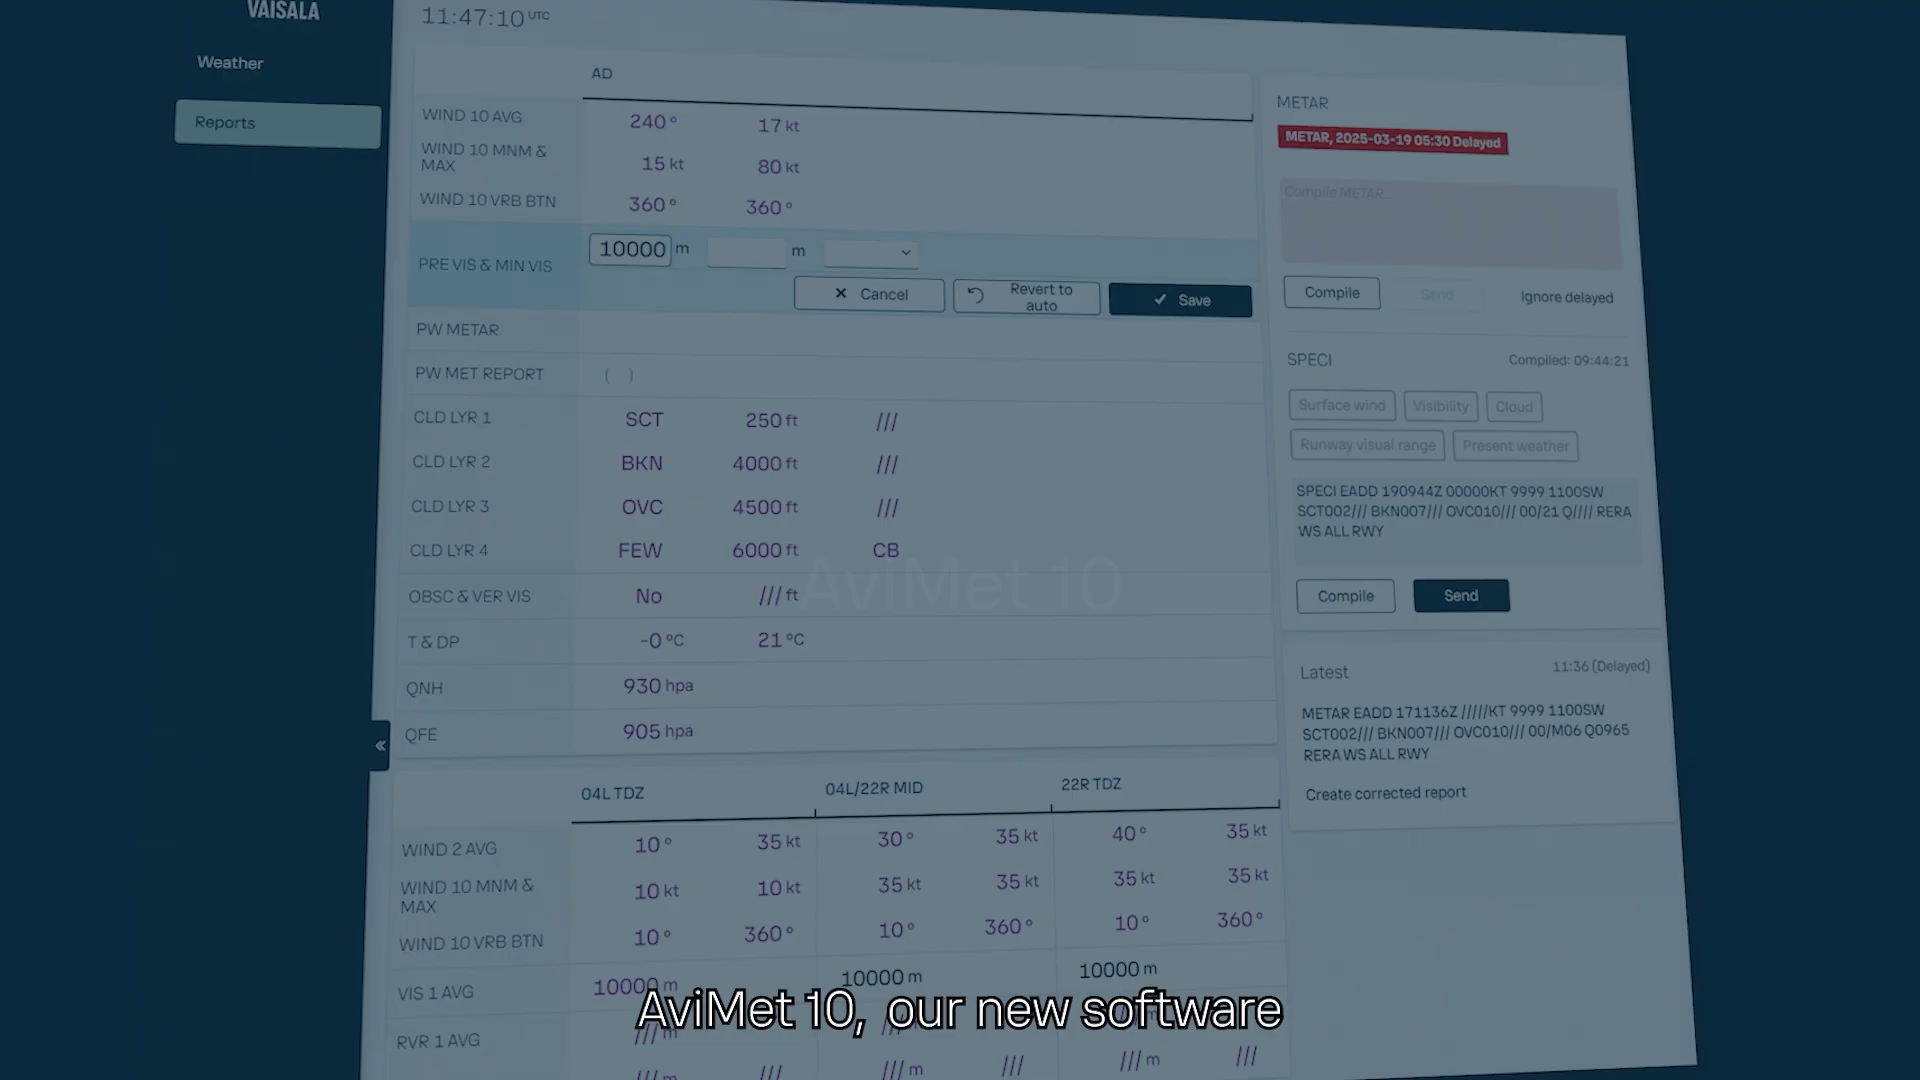 VAISALA
11:47:10 UTC
Weather
Reports
AD
WIND 10 AVG 240° 17 kt
WIND 10 MNM & MAX 15 kt 80 kt
WIND 10 VRB BTN 360° 360°
PRE VIS & MIN VIS 10000 m m
Cancel Revert to auto Save
PW METAR
PW MET REPORT ( )
CLD LYR 1 SCT 250 ft ///
CLD LYR 2 BKN 4000 ft ///
CLD LYR 3 OVC 4500 ft ///
CLD LYR 4 FEW 6000 ft CB
OBSC & VER VIS No /// ft
T & DP -0 °C 21 °C
QNH 930 hpa
QFE 905 hpa
AviMet 10
04L TDZ 04L/22R MID 22R TDZ
WIND 2 AVG 10° 35 kt 30° 35 kt 40° 35 kt
WIND 10 MNM & MAX 10 kt 10 kt 35 kt 35 kt 35 kt 35 kt
WIND 10 VRB BTN 10° 360° 10° 360° 10° 360°
VIS 1 AVG 10000 m 10000 m 10000 m
RVR 1 AVG /// m /// /// m
/// m /// /// m /// /// m ///
METAR
METAR, 2025-03-19 05:30 Delayed
Compile METAR...
Compile Send Ignore delayed
SPECI Compiled: 09:44:21
Surface wind Visibility Cloud
Runway visual range Present weather
SPECI EADD 190944Z 00000KT 9999 1100SW
SCT002/// BKN007/// OVC010/// 00/21 Q//// RERA
WS ALL RWY
Compile Send
Latest 11:36 (Delayed)
METAR EADD 171136Z /////KT 9999 1100SW
SCT002/// BKN007/// OVC010/// 00/M06 Q0965
RERA WS ALL RWY
Create corrected report
AviMet 10, our new software